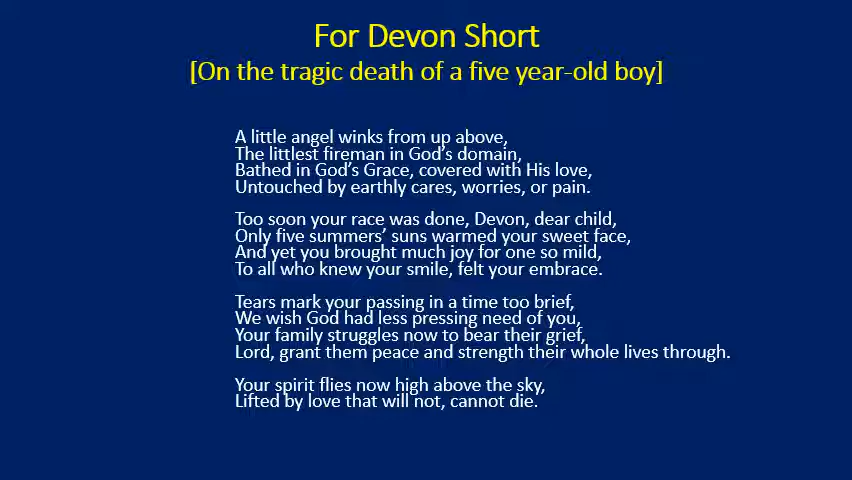 For Devon Short
[On the tragic death of a five year-old boy]
A little angel winks from up above,
The littlest fireman in God's domain,
Bathed in God's Grace, covered with His love,
Untouched by earthly cares, worries, or pain.
Too soon your race was done, Devon, dear child,
Only five summers' suns warmed your sweet face,
And yet you brought much joy for one so mild,
To all who knew your smile, felt your embrace.
Tears mark your passing in a time too brief,
We wish God had less pressing need of you,
Your family struggles now to bear their grief,
Lord, grant them peace and strength their whole lives through.
Your spirit flies now high above the sky,
Lifted by love that will not, cannot die.